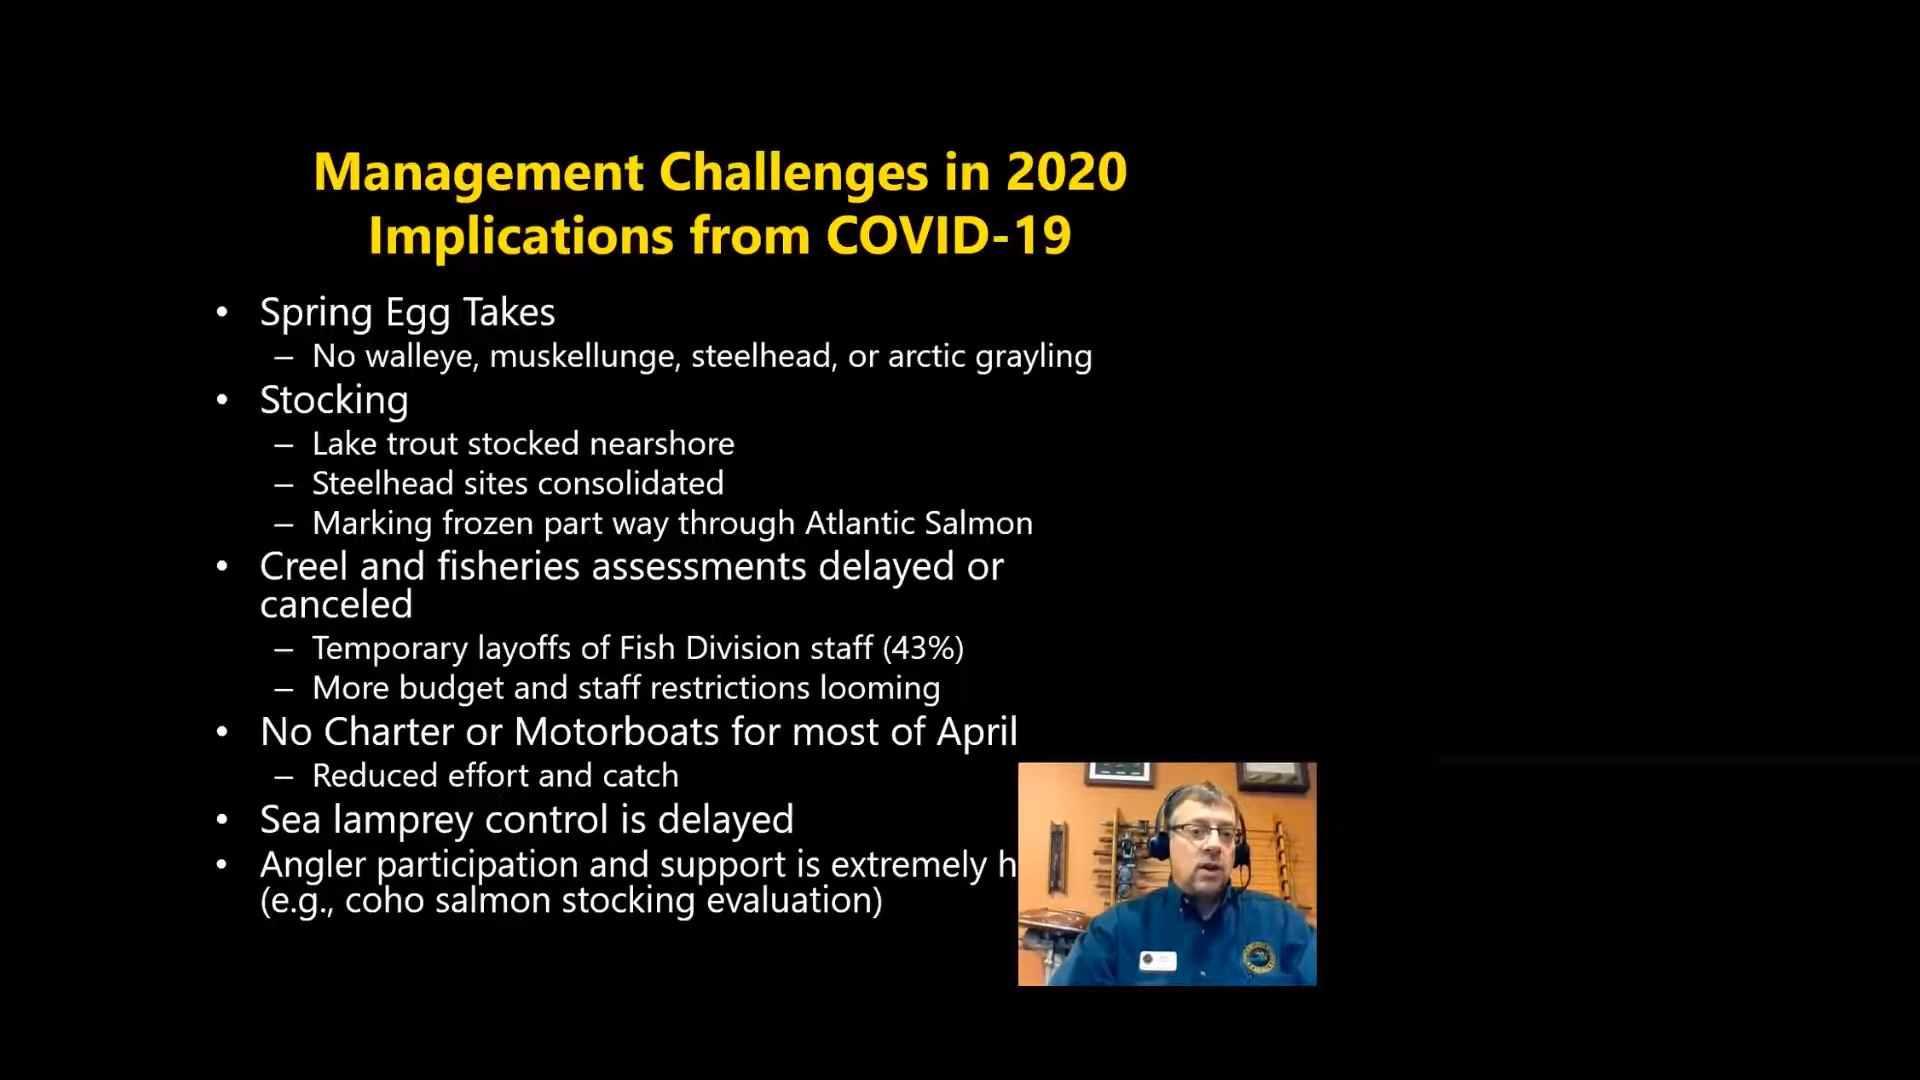 Management Challenges in 2020
Implications from COVID-19
• Spring Egg Takes
– No walleye, muskellunge, steelhead, or arctic grayling
• Stocking
– Lake trout stocked nearshore
– Steelhead sites consolidated
– Marking frozen part way through Atlantic Salmon
• Creel and fisheries assessments delayed or
canceled
– Temporary layoffs of Fish Division staff (43%)
– More budget and staff restrictions looming
• No Charter or Motorboats for most of April
– Reduced effort and catch
• Sea lamprey control is delayed
• Angler participation and support is extremely h
(e.g., coho salmon stocking evaluation)